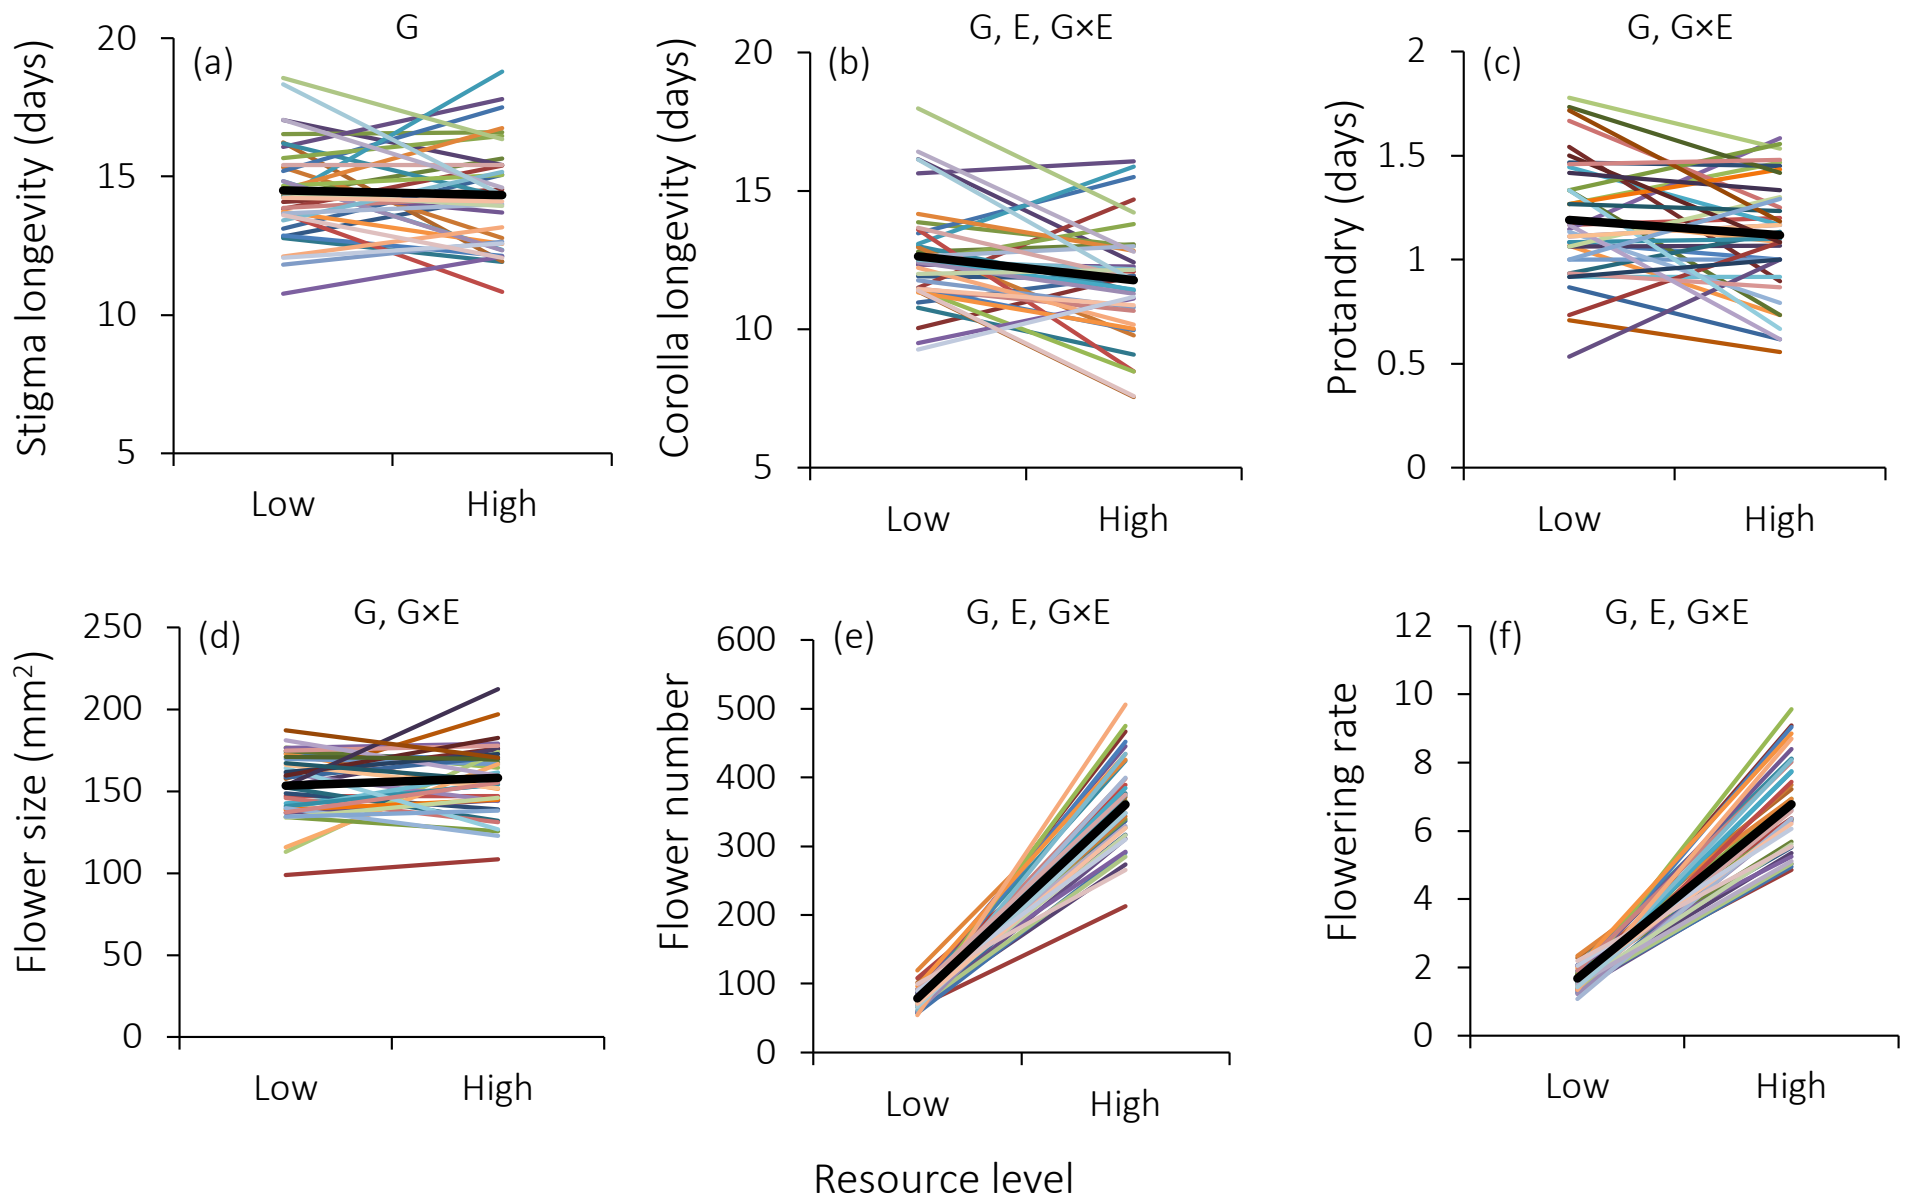 G
(a)
Stigma longevity (days)
20
15
10
5
Low
High
G, E, G×E
(b)
Corolla longevity (days)
20
15
10
5
Low
High
G, G×E
(c)
Protandry (days)
2
1.5
1
0.5
0
Low
High
G, G×E
(d)
Flower size (mm²)
250
200
150
100
50
0
Low
High
G, E, G×E
(e)
Flower number
600
500
400
300
200
100
0
Low
High
G, E, G×E
(f)
Flowering rate
12
10
8
6
4
2
0
Low
High
Resource level